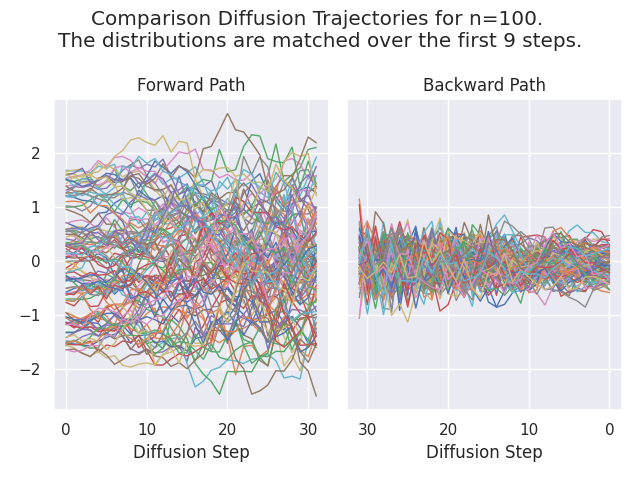 Comparison Diffusion Trajectories for n=100.
The distributions are matched over the first 9 steps.
Forward Path
Backward Path
2
1
0
−1
−2
0 10 20 30
30 20 10 0
Diffusion Step
Diffusion Step